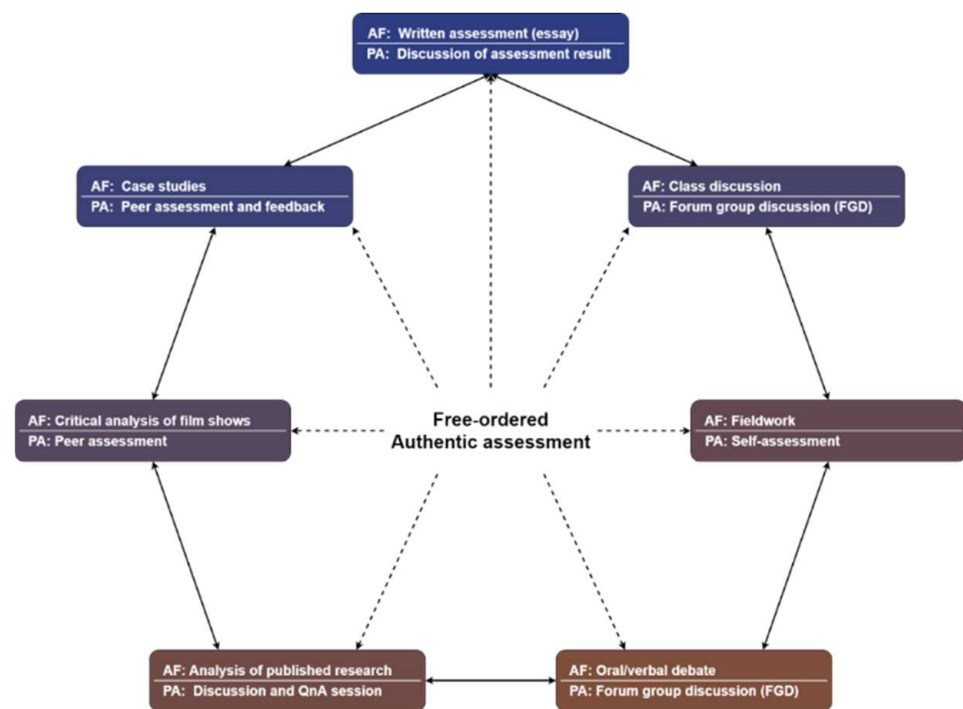 AF: Written assessment (essay)
PA: Discussion of assessment result
AF: Case studies
PA: Peer assessment and feedback
AF: Class discussion
PA: Forum group discussion (FGD)
AF: Critical analysis of film shows
PA: Peer assessment
Free-ordered
Authentic assessment
AF: Fieldwork
PA: Self-assessment
AF: Analysis of published research
PA: Discussion and QnA session
AF: Oral/verbal debate
PA: Forum group discussion (FGD)